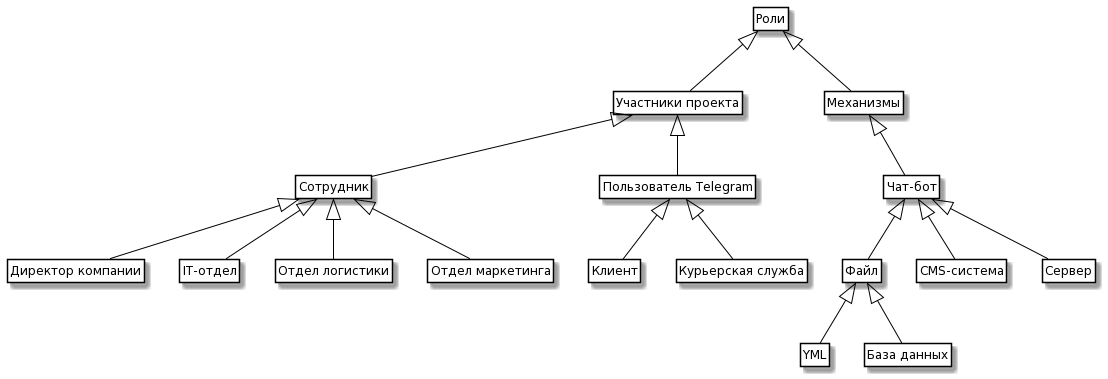 Роли
Участники проекта
Механизмы
Сотрудник
Пользователь Telegram
Чат-бот
Директор компании
IT-отдел
Отдел логистики
Отдел маркетинга
Клиент
Курьерская служба
Файл
CMS-система
Сервер
YML
База данных